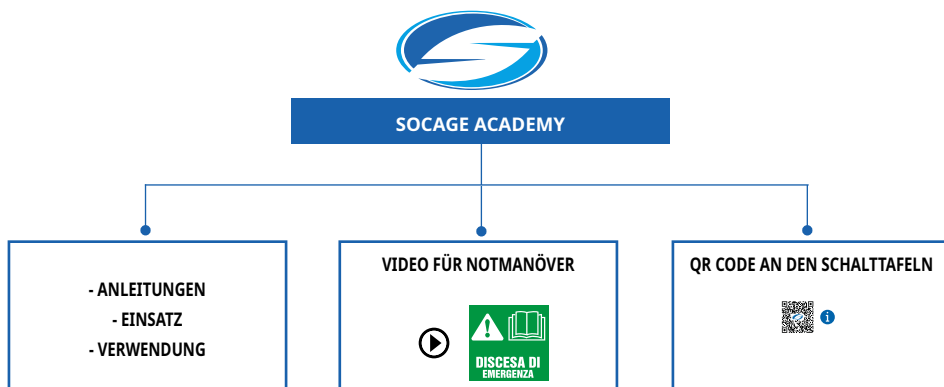 SOCAGE ACADEMY
- ANLEITUNGEN
- EINSATZ
- VERWENDUNG
VIDEO FÜR NOTMANÖVER
DISCESA DI
EMERGENZA
QR CODE AN DEN SCHALTTAFELN
i